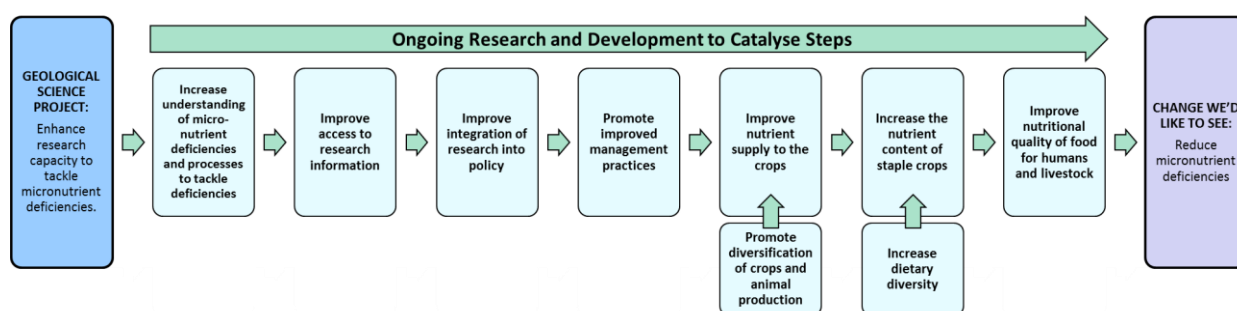 Ongoing Research and Development to Catalyse Steps
GEOLOGICAL
SCIENCE
PROJECT:
Enhance
research
capacity to
tackle
micronutrient
deficiencies.
Increase
understanding
of micro-
nutrient
deficiencies
and processes
to tackle
deficiencies
Improve
access to
research
information
Improve
integration of
research into
policy
Promote
improved
management
practices
Improve
nutrient
supply to the
crops
Promote
diversification
of crops and
animal
production
Increase the
nutrient
content of
staple crops
Increase
dietary
diversity
Improve
nutritional
quality of food
for humans
and livestock
CHANGE WE'D
LIKE TO SEE:
Reduce
micronutrient
deficiencies